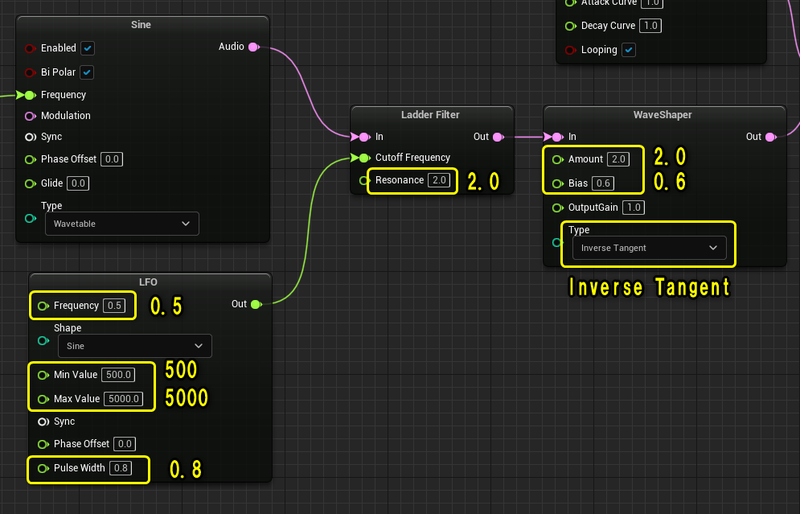 Attack Curve 1.0
Decay Curve 1.0
Looping
Sine
Enabled
Audio
Bi Polar
Frequency
Modulation
Sync
Phase Offset 0.0
Glide 0.0
Type
Wavetable
Ladder Filter
In
Out
Cutoff Frequency
Resonance 2.0
2.0
WaveShaper
In
Out
Amount 2.0
2.0
Bias 0.6
0.6
OutputGain 1.0
Type
Inverse Tangent
Inverse Tangent
LFO
Frequency 0.5
0.5
Out
Shape
Sine
Min Value 500.0
500
Max Value 5000.0
5000
Sync
Phase Offset 0.0
Pulse Width 0.8
0.8